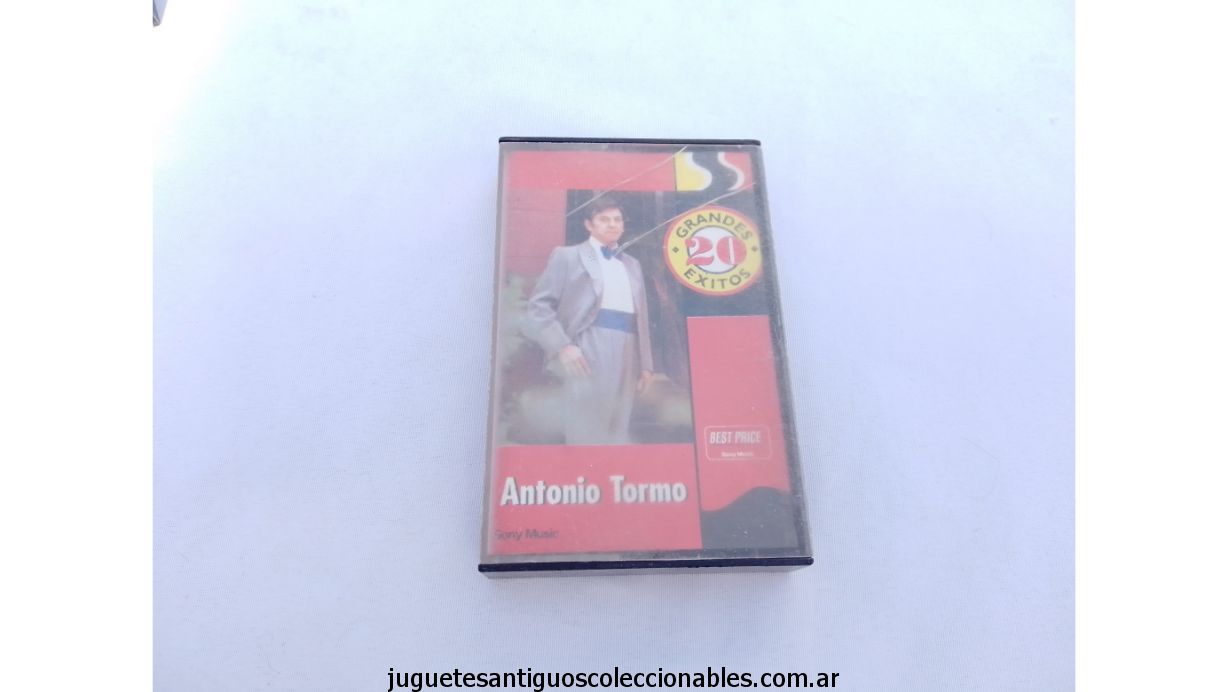 GRANDES
20
EXITOS
BEST PRICE
Sony Music
Antonio Tormo
Sony Music
juguetesantiguoscoleccionables.com.ar